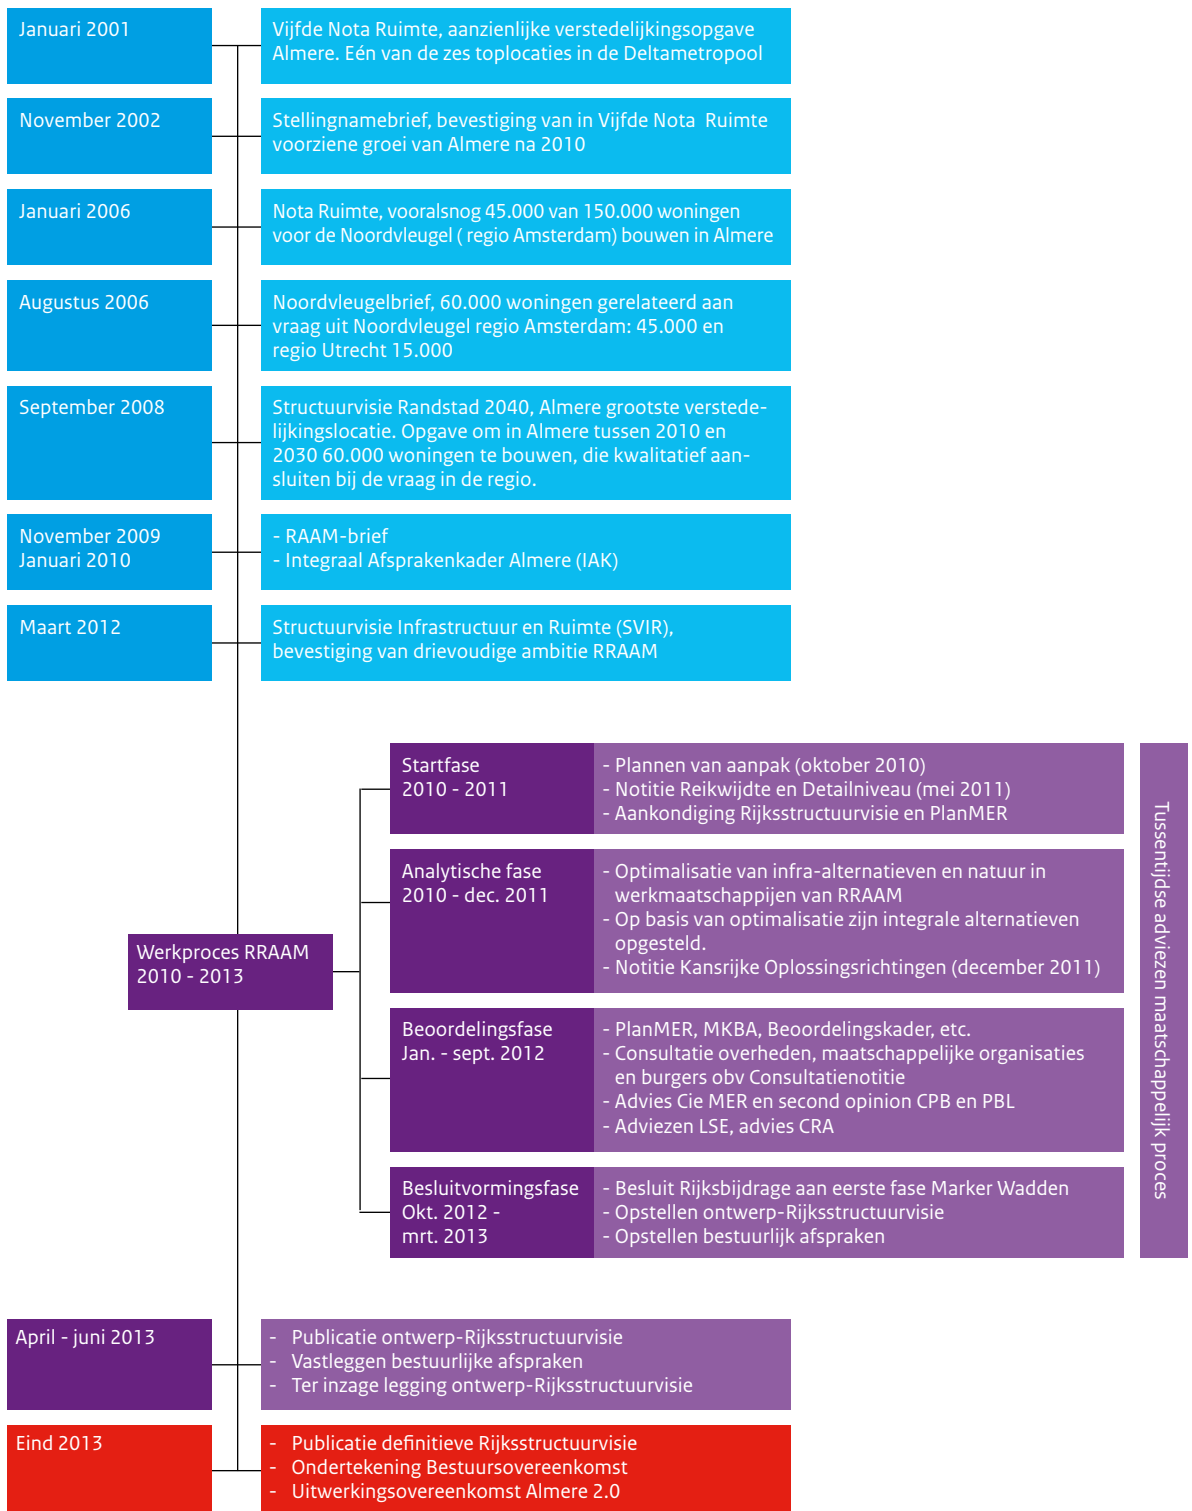 Januari 2001
Vijfde Nota Ruimte, aanzienlijke verstedelijkingsopgave
Almere. Eén van de zes toplocaties in de Deltametropool
November 2002
Stellingnamebrief, bevestiging van in Vijfde Nota Ruimte
voorziene groei van Almere na 2010
Januari 2006
Nota Ruimte, vooralsnog 45.000 van 150.000 woningen
voor de Noordvleugel ( regio Amsterdam) bouwen in Almere
Augustus 2006
Noordvleugelbrief, 60.000 woningen gerelateerd aan
vraag uit Noordvleugel regio Amsterdam: 45.000 en
regio Utrecht 15.000
September 2008
Structuurvisie Randstad 2040, Almere grootste verstede-
lijkingslocatie. Opgave om in Almere tussen 2010 en
2030 60.000 woningen te bouwen, die kwalitatief aan-
sluiten bij de vraag in de regio.
November 2009
Januari 2010
- RAAM-brief
- Integraal Afsprakenkader Almere (IAK)
Maart 2012
Structuurvisie Infrastructuur en Ruimte (SVIR),
bevestiging van drievoudige ambitie RRAAM
Werkproces RRAAM
2010 - 2013
Startfase
2010 - 2011
- Plannen van aanpak (oktober 2010)
- Notitie Reikwijdte en Detailniveau (mei 2011)
- Aankondiging Rijksstructuurvisie en PlanMER
Analytische fase
2010 - dec. 2011
- Optimalisatie van infra-alternatieven en natuur in
werkmaatschappijen van RRAAM
- Op basis van optimalisatie zijn integrale alternatieven
opgesteld.
- Notitie Kansrijke Oplossingsrichtingen (december 2011)
Beoordelingsfase
Jan. - sept. 2012
- PlanMER, MKBA, Beoordelingskader, etc.
- Consultatie overheden, maatschappelijke organisaties
en burgers obv Consultatienotitie
- Advies Cie MER en second opinion CPB en PBL
- Adviezen LSE, advies CRA
Besluitvormingsfase
Okt. 2012 -
mrt. 2013
- Besluit Rijksbijdrage aan eerste fase Marker Wadden
- Opstellen ontwerp-Rijksstructuurvisie
- Opstellen bestuurlijk afspraken
Tussentijdse adviezen maatschappelijk proces
April - juni 2013
- Publicatie ontwerp-Rijksstructuurvisie
- Vastleggen bestuurlijke afspraken
- Ter inzage legging ontwerp-Rijksstructuurvisie
Eind 2013
- Publicatie definitieve Rijksstructuurvisie
- Ondertekening Bestuursovereenkomst
- Uitwerkingsovereenkomst Almere 2.0